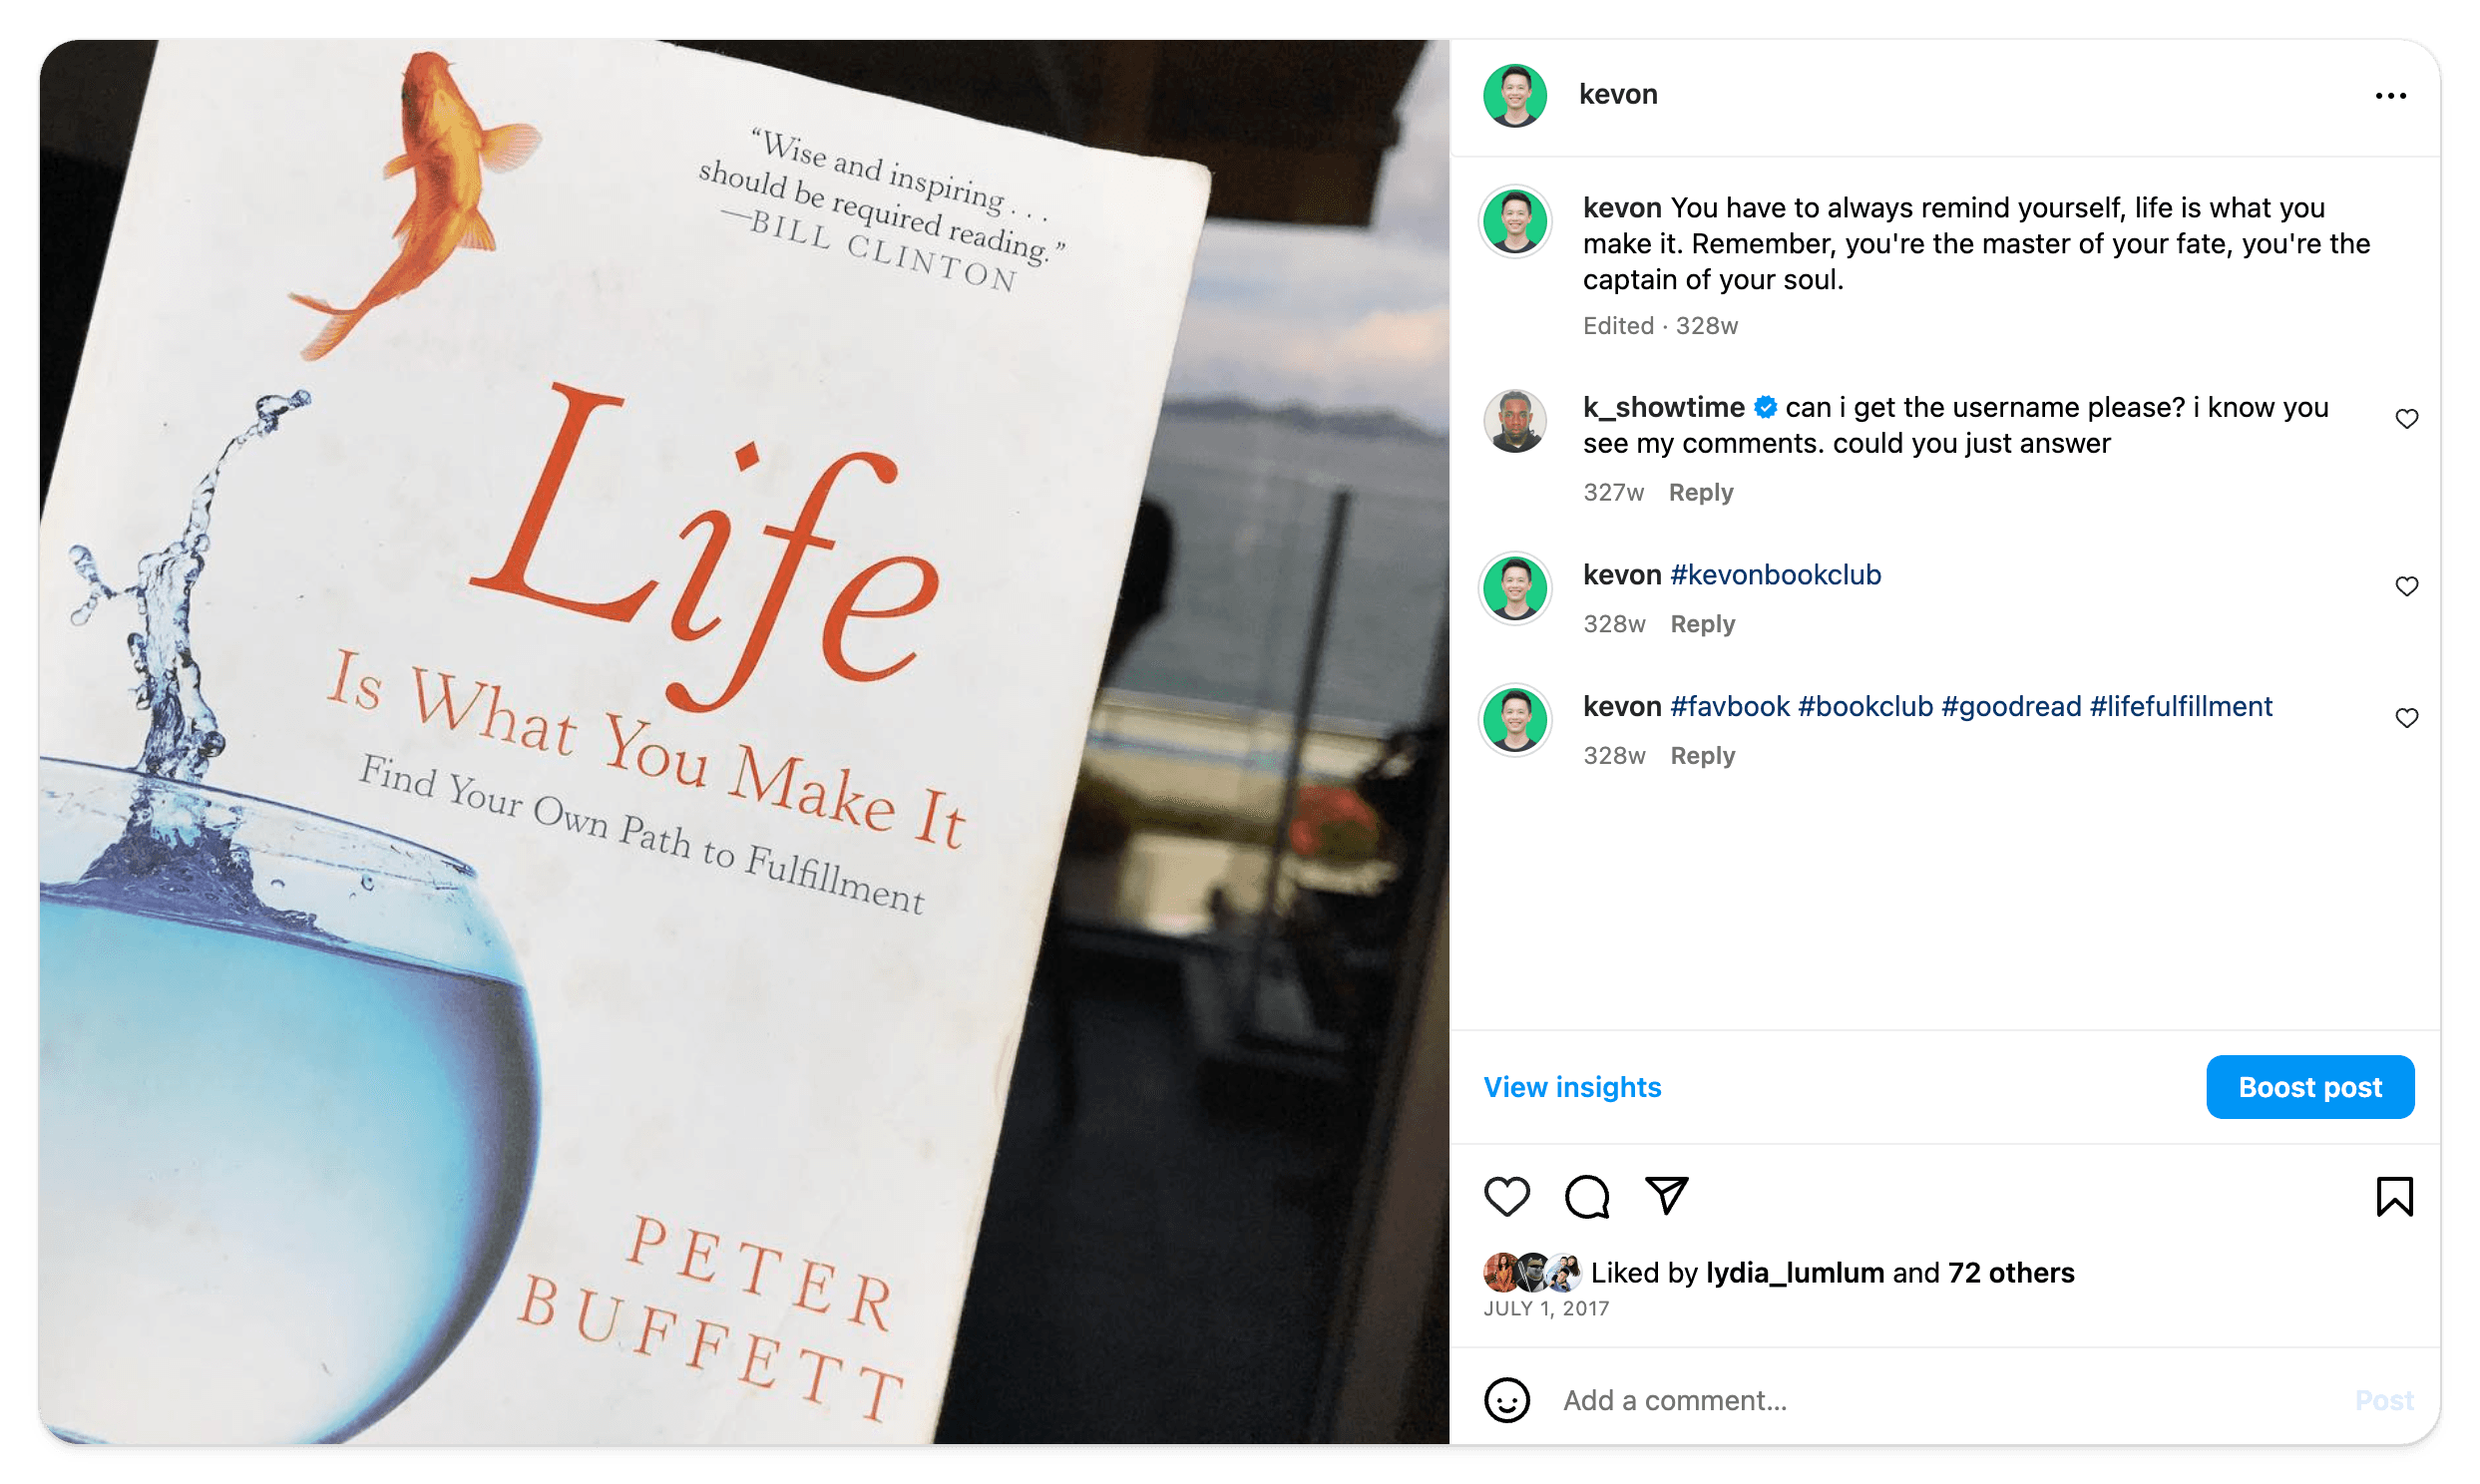 “Wise and inspiring . . .
should be required reading.”
—BILL CLINTON
Life
Is What You Make It
Find Your Own Path to Fulfillment
PETER
BUFFETT
kevon
kevon You have to always remind yourself, life is what you
make it. Remember, you're the master of your fate, you're the
captain of your soul.
Edited · 328w
k_showtime can i get the username please? i know you
see my comments. could you just answer
327w Reply
kevon #kevonbookclub
328w Reply
kevon #favbook #bookclub #goodread #lifefulfillment
328w Reply
View insights
Boost post
Liked by lydia_lumlum and 72 others
JULY 1, 2017
Add a comment...
Post